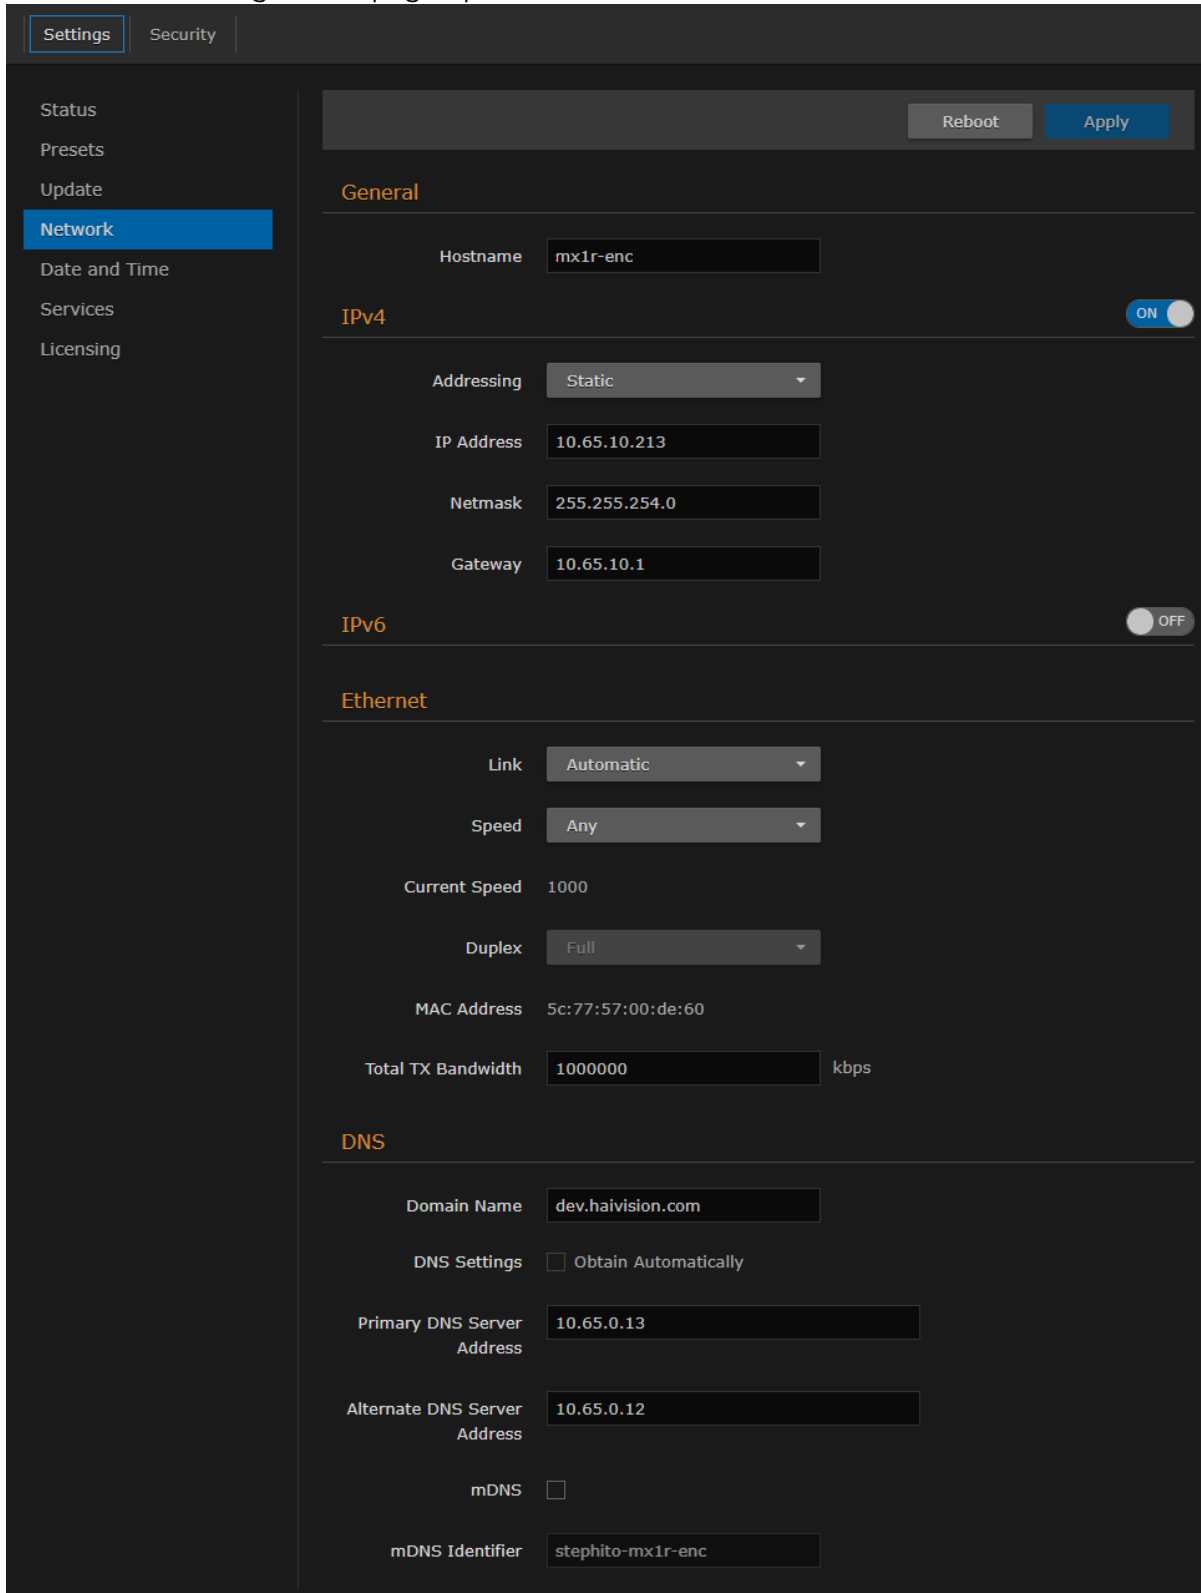 Settings Security
Status
Presets
Update
Network
Date and Time
Services
Licensing
Reboot Apply
General
Hostname mx1r-enc
IPv4 ON
Addressing Static
IP Address 10.65.10.213
Netmask 255.255.254.0
Gateway 10.65.10.1
IPv6 OFF
Ethernet
Link Automatic
Speed Any
Current Speed 1000
Duplex Full
MAC Address 5c:77:57:00:de:60
Total TX Bandwidth 1000000 kbps
DNS
Domain Name dev.haivision.com
DNS Settings Obtain Automatically
Primary DNS Server 10.65.0.13
Address
Alternate DNS Server 10.65.0.12
Address
mDNS
mDNS Identifier stephito-mx1r-enc